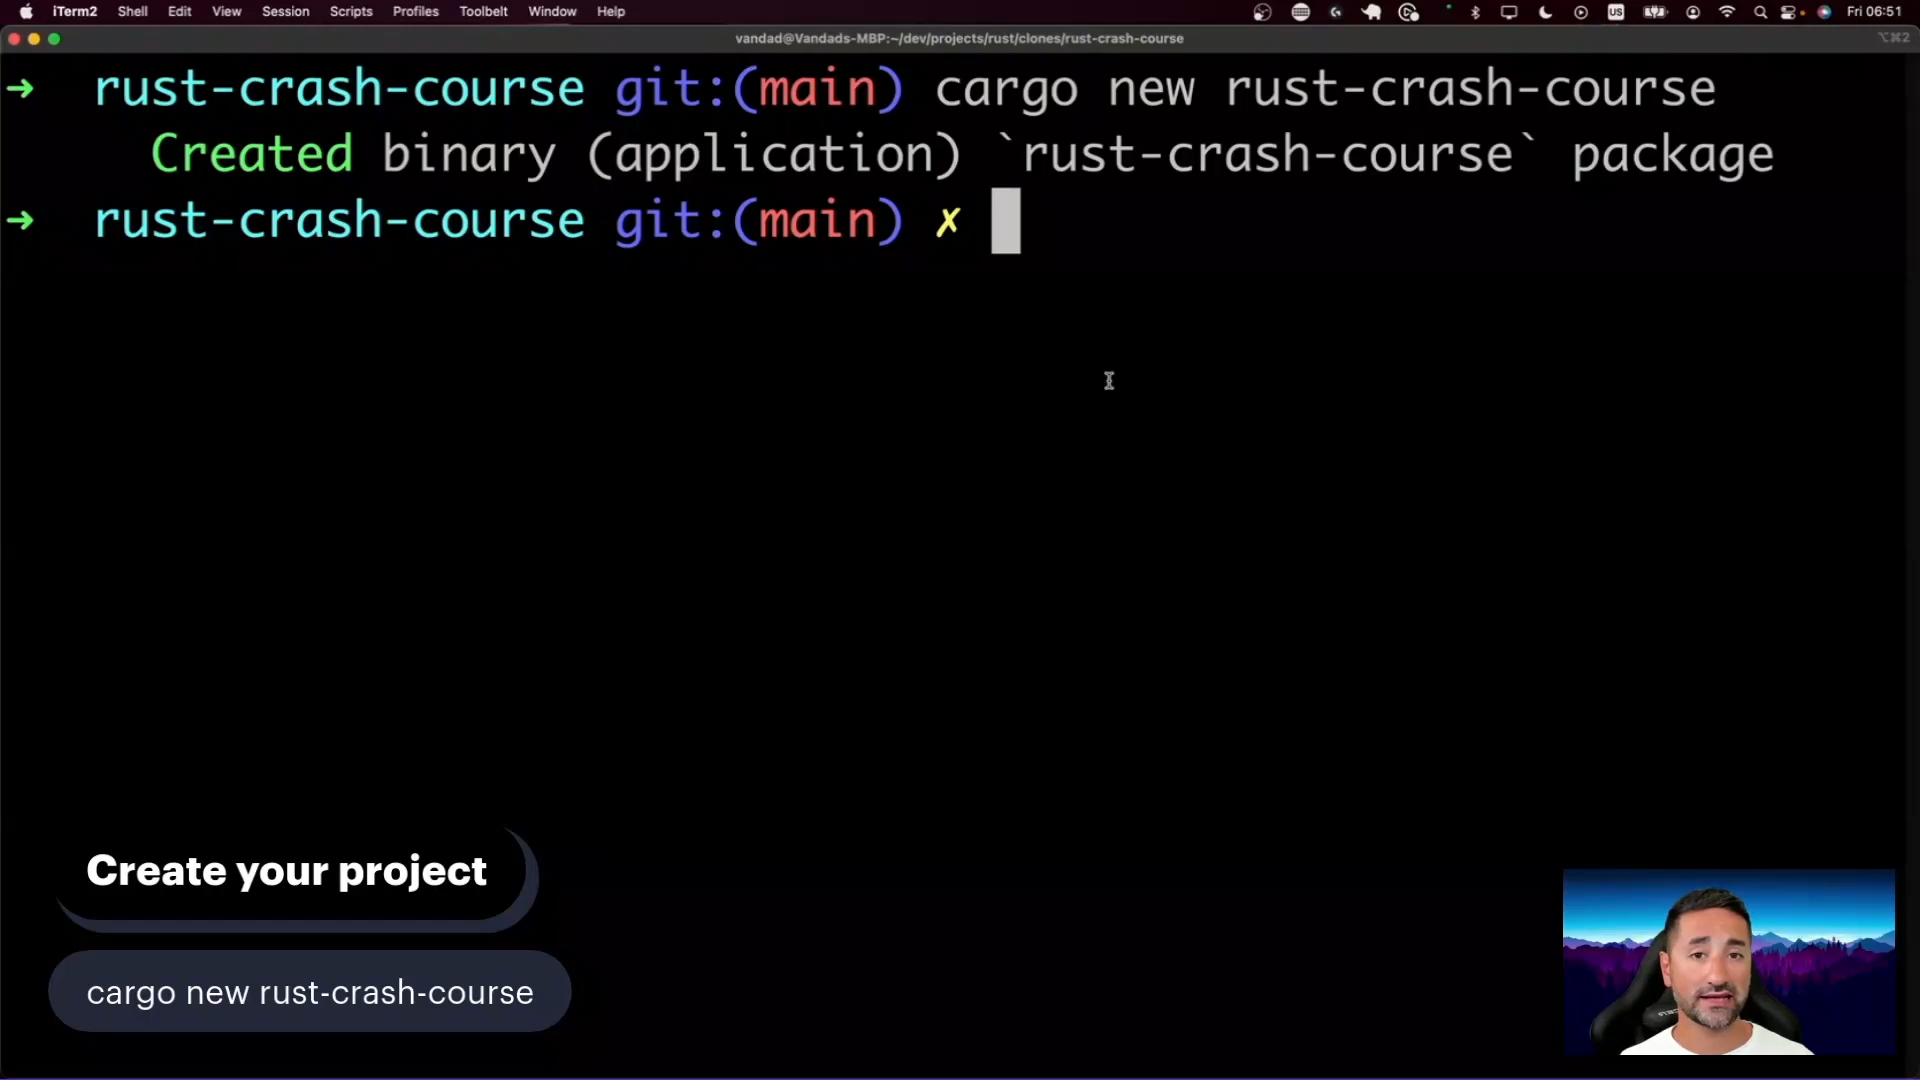 iTerm2 Shell Edit View Session Scripts Profiles Toolbelt Window Help US Fri 06:51
vandad@Vandads-MBP:~/dev/projects/rust/clones/rust-crash-course ⌥⌘2
➜ rust-crash-course git:(main) cargo new rust-crash-course
Created binary (application) `rust-crash-course` package
➜ rust-crash-course git:(main) ✗
Create your project
cargo new rust-crash-course